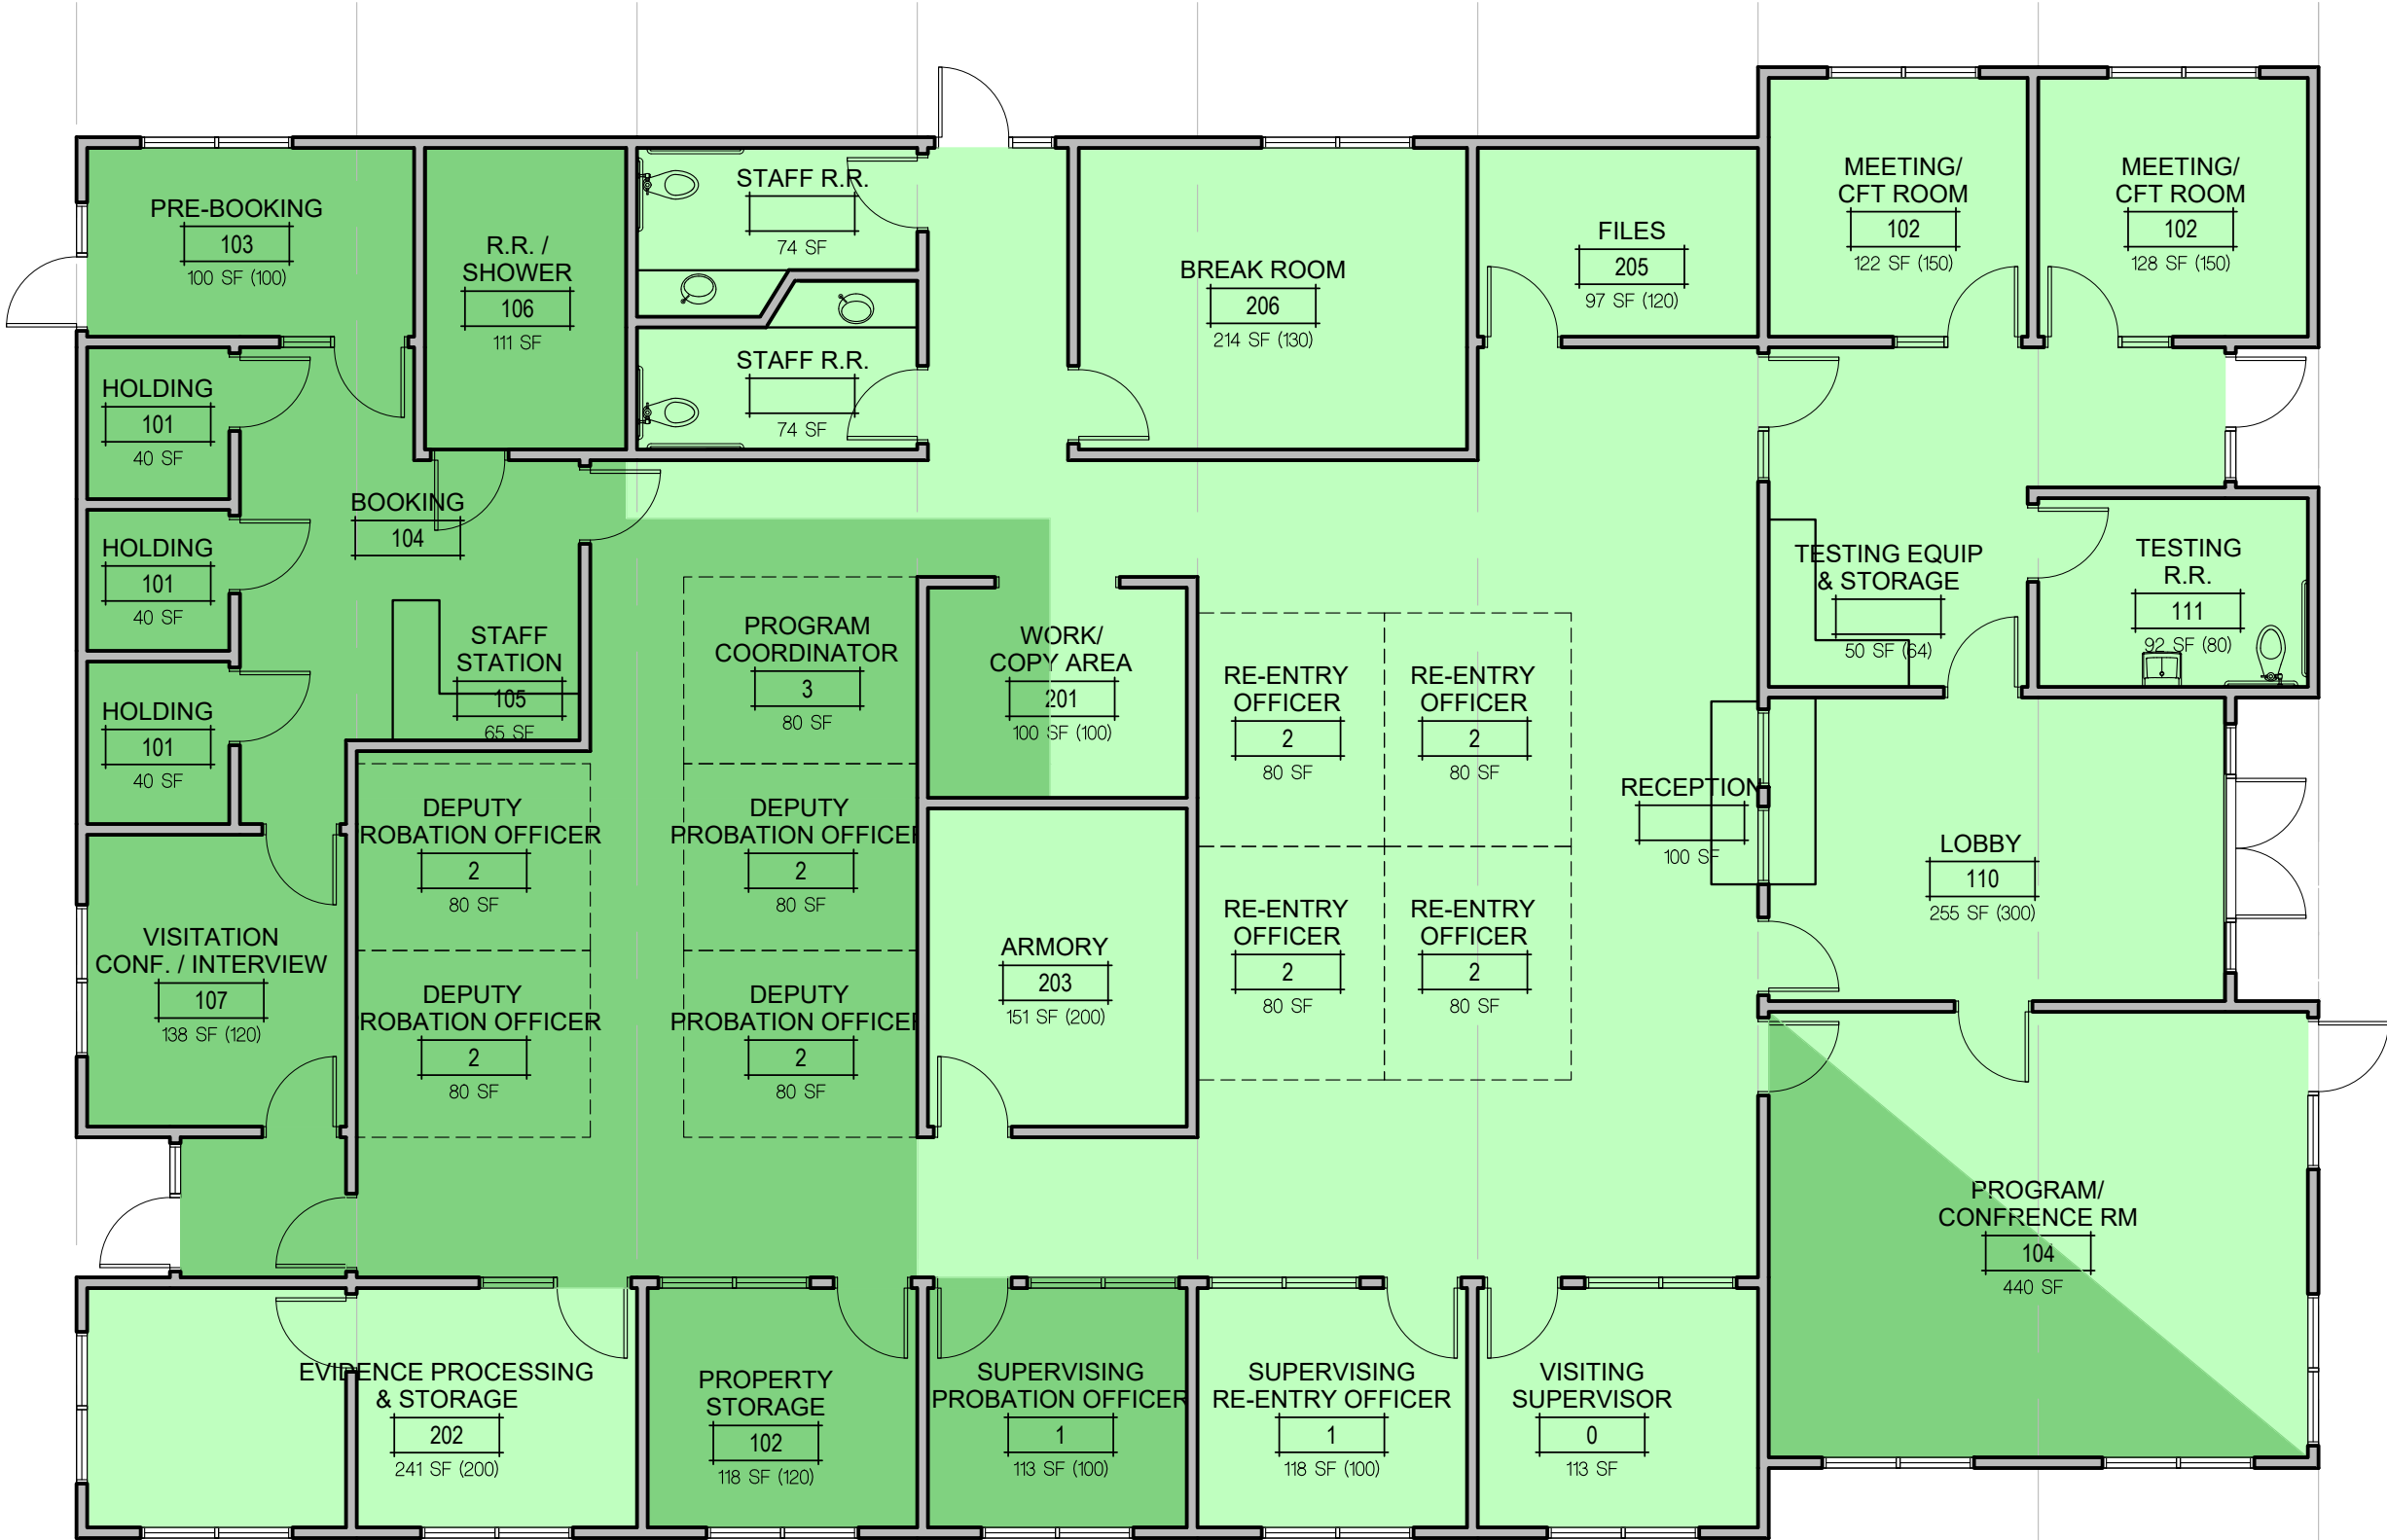 PRE-BOOKING
103
100 SF (100)
R.R. /
SHOWER
106
111 SF
STAFF R.R.
74 SF
STAFF R.R.
74 SF
BREAK ROOM
206
214 SF (130)
FILES
205
97 SF (120)
MEETING/
CFT ROOM
102
122 SF (150)
MEETING/
CFT ROOM
102
128 SF (150)
HOLDING
101
40 SF
HOLDING
101
40 SF
HOLDING
101
40 SF
BOOKING
104
STAFF
STATION
105
65 SF
PROGRAM
COORDINATOR
3
80 SF
WORK/
COPY AREA
201
100 SF (100)
RE-ENTRY
OFFICER
2
80 SF
RE-ENTRY
OFFICER
2
80 SF
TESTING EQUIP
& STORAGE
50 SF (64)
TESTING
R.R.
111
92 SF (80)
DEPUTY
ROBATION OFFICER
2
80 SF
DEPUTY
PROBATION OFFICER
2
80 SF
RECEPTION
100 SF
LOBBY
110
255 SF (300)
VISITATION
CONF. / INTERVIEW
107
138 SF (120)
DEPUTY
ROBATION OFFICER
2
80 SF
DEPUTY
PROBATION OFFICER
2
80 SF
ARMORY
203
151 SF (200)
RE-ENTRY
OFFICER
2
80 SF
RE-ENTRY
OFFICER
2
80 SF
PROGRAM/
CONFRENCE RM
104
440 SF
EVIDENCE PROCESSING
& STORAGE
202
241 SF (200)
PROPERTY
STORAGE
102
118 SF (120)
SUPERVISING
PROBATION OFFICER
1
113 SF (100)
SUPERVISING
RE-ENTRY OFFICER
1
118 SF (100)
VISITING
SUPERVISOR
0
113 SF